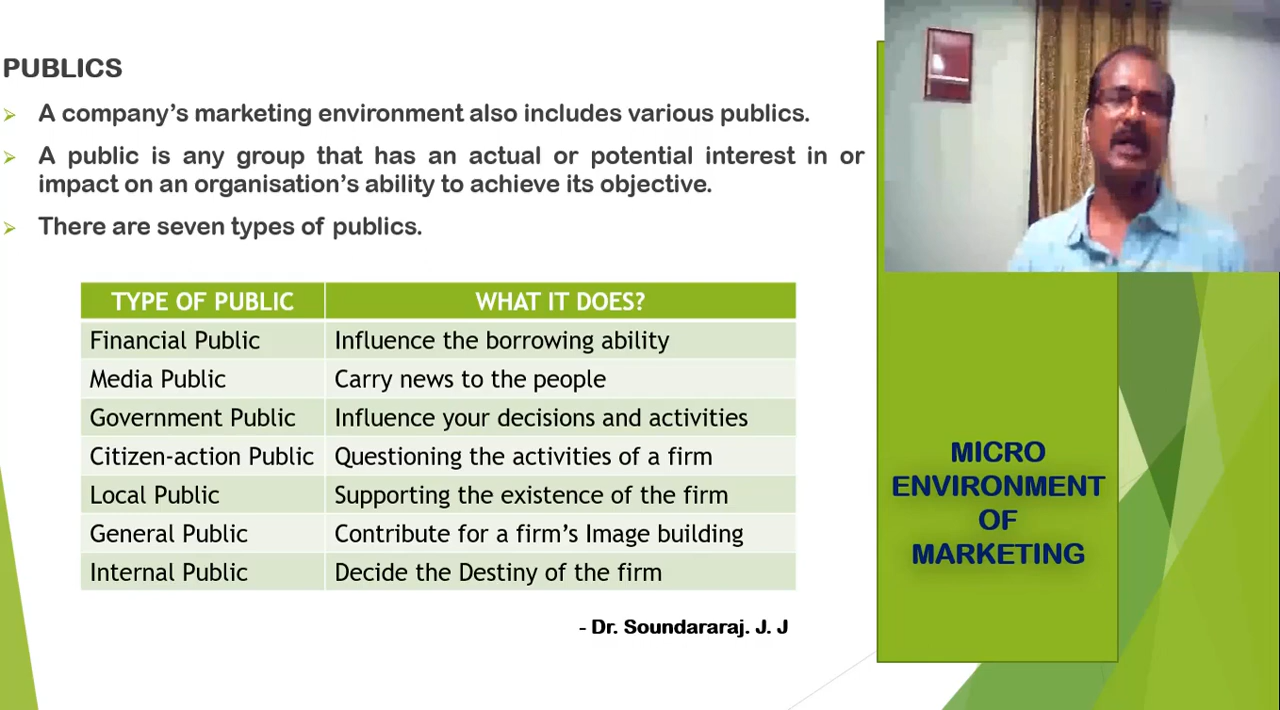 PUBLICS
A company's marketing environment also includes various publics.
A public is any group that has an actual or potential interest in or
impact on an organisation's ability to achieve its objective.
There are seven types of publics.
TYPE OF PUBLIC WHAT IT DOES?
Financial Public Influence the borrowing ability
Media Public Carry news to the people
Government Public Influence your decisions and activities
Citizen-action Public Questioning the activities of a firm
Local Public Supporting the existence of the firm
General Public Contribute for a firm's Image building
Internal Public Decide the Destiny of the firm
- Dr. Soundararaj. J. J
MICRO
ENVIRONMENT
OF
MARKETING